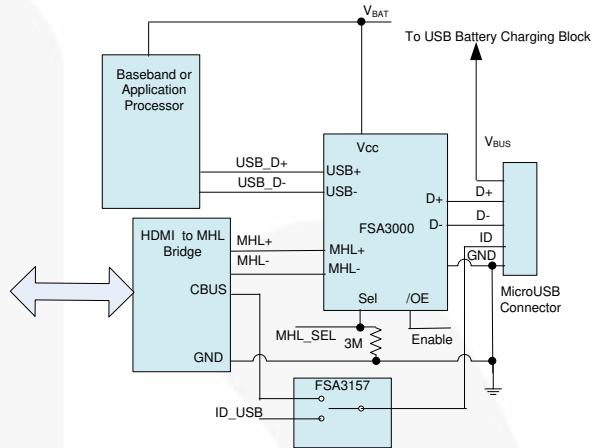 VBAT
To USB Battery Charging Block
Baseband or
Application
Processor
Vcc
VBUS
USB_D+
USB+
USB_D-
USB-
D+
D+
D-
D-
FSA3000
HDMI to MHL
Bridge
MHL+
MHL+
MHL-
MHL-
ID
GND
MicroUSB
Connector
CBUS
Sel
/OE
MHL_SEL
3M
Enable
GND
FSA3157
ID_USB